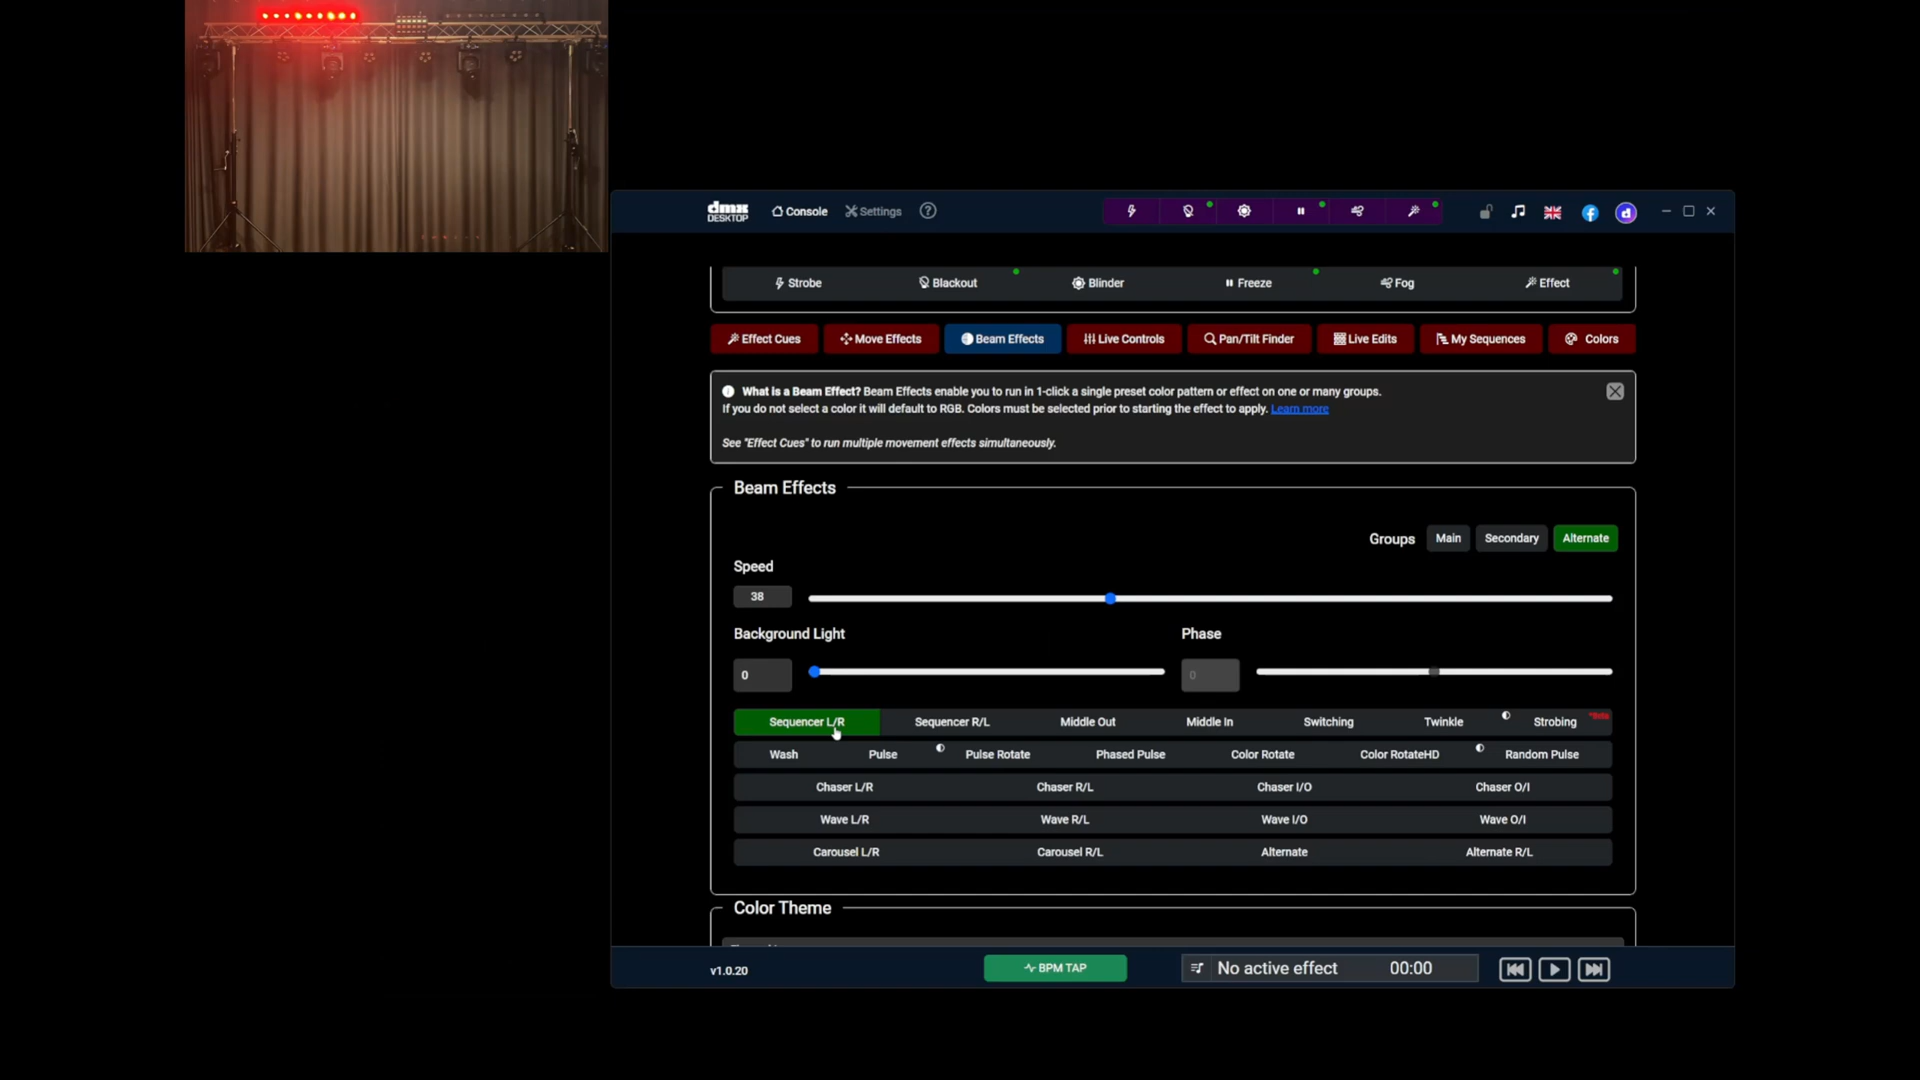 dmx
DESKTOP
Console
Settings
Strobe
Blackout
Blinder
Freeze
Fog
Effect
Effect Cues
Move Effects
Beam Effects
Live Controls
Pan/Tilt Finder
Live Edits
My Sequences
Colors
What is a Beam Effect? Beam Effects enable you to run in 1-click a single preset color pattern or effect on one or many groups.
If you do not select a color it will default to RGB. Colors must be selected prior to starting the effect to apply. Learn more
See "Effect Cues" to run multiple movement effects simultaneously.
Beam Effects
Groups Main Secondary Alternate
Speed
38
Background Light
Phase
0
0
Sequencer L/R Sequencer R/L Middle Out Middle In Switching Twinkle Strobing *Beta
Wash Pulse Pulse Rotate Phased Pulse Color Rotate Color RotateHD Random Pulse
Chaser L/R Chaser R/L Chaser I/O Chaser O/I
Wave L/R Wave R/L Wave I/O Wave O/I
Carousel L/R Carousel R/L Alternate Alternate R/L
Color Theme
v1.0.20
BPM TAP
No active effect 00:00